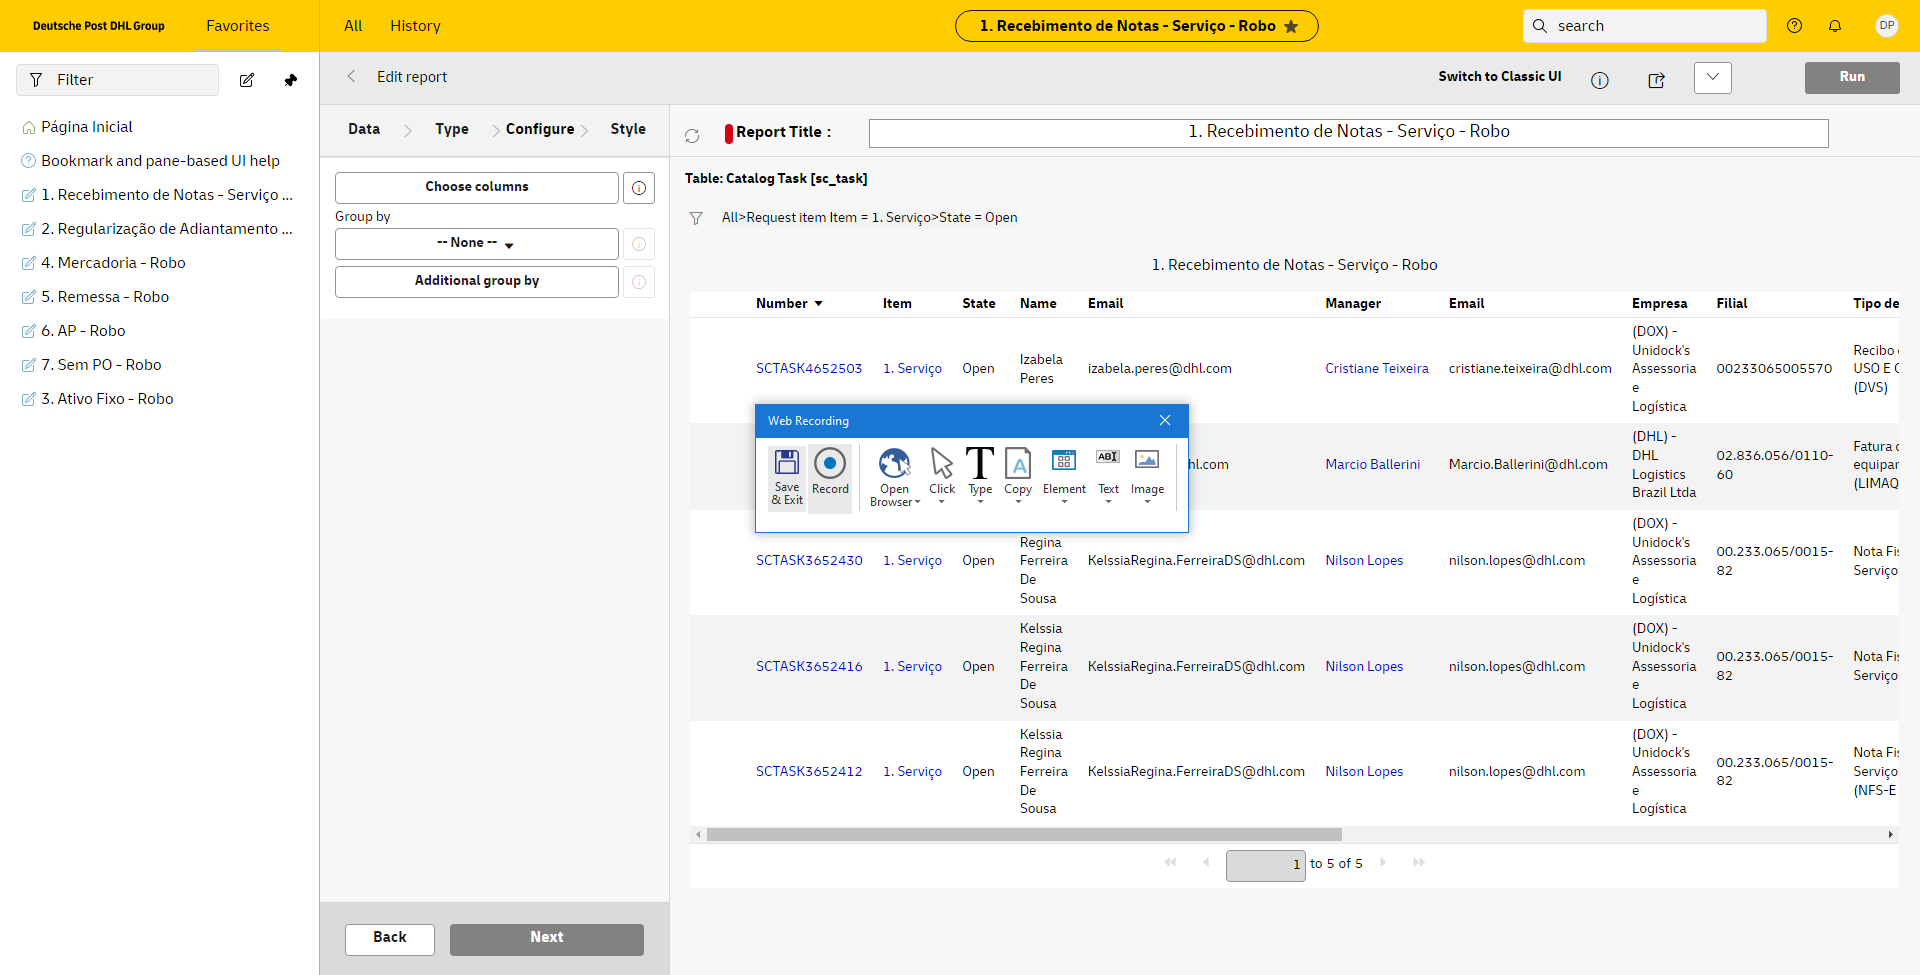 Deutsche Post DHL Group
Favorites
All
History
1. Recebimento de Notas - Serviço - Robo
search
DP
Filter
Edit report
Switch to Classic UI
Run
Página Inicial
Bookmark and pane-based UI help
1. Recebimento de Notas - Serviço ...
2. Regularização de Adiantamento ...
4. Mercadoria - Robo
5. Remessa - Robo
6. AP - Robo
7. Sem PO - Robo
3. Ativo Fixo - Robo
Data
Type
Configure
Style
Choose columns
Group by
-- None --
Additional group by
Back
Next
Report Title :
1. Recebimento de Notas - Serviço - Robo
Table: Catalog Task [sc_task]
All>Request item Item = 1. Serviço>State = Open
1. Recebimento de Notas - Serviço - Robo
Number Item State Name Email Manager Email Empresa Filial Tipo de
SCTASK4652503 1. Serviço Open Izabela Peres izabela.peres@dhl.com Cristiane Teixeira cristiane.teixeira@dhl.com (DOX) - Unidock's Assessoria e Logística 00233065005570 Recibo USO E (DVS)
hl.com Marcio Ballerini Marcio.Ballerini@dhl.com (DHL) - DHL Logistics Brazil Ltda 02.836.056/0110-60 Fatura equipar (LIMAQ
Web Recording
Save & Exit
Record
Open Browser
Click
Type
Copy
Element
Text
Image
SCTASK3652430 1. Serviço Open Regina Ferreira De Sousa KelssiaRegina.FerreiraDS@dhl.com Nilson Lopes nilson.lopes@dhl.com (DOX) - Unidock's Assessoria e Logística 00.233.065/0015-82 Nota Fis Serviço
SCTASK3652416 1. Serviço Open Kelssia Regina Ferreira De Sousa KelssiaRegina.FerreiraDS@dhl.com Nilson Lopes nilson.lopes@dhl.com (DOX) - Unidock's Assessoria e Logística 00.233.065/0015-82 Nota Fis Serviço
SCTASK3652412 1. Serviço Open Kelssia Regina Ferreira De Sousa KelssiaRegina.FerreiraDS@dhl.com Nilson Lopes nilson.lopes@dhl.com (DOX) - Unidock's Assessoria e Logística 00.233.065/0015-82 Nota Fis Serviço (NFS-E
1 to 5 of 5